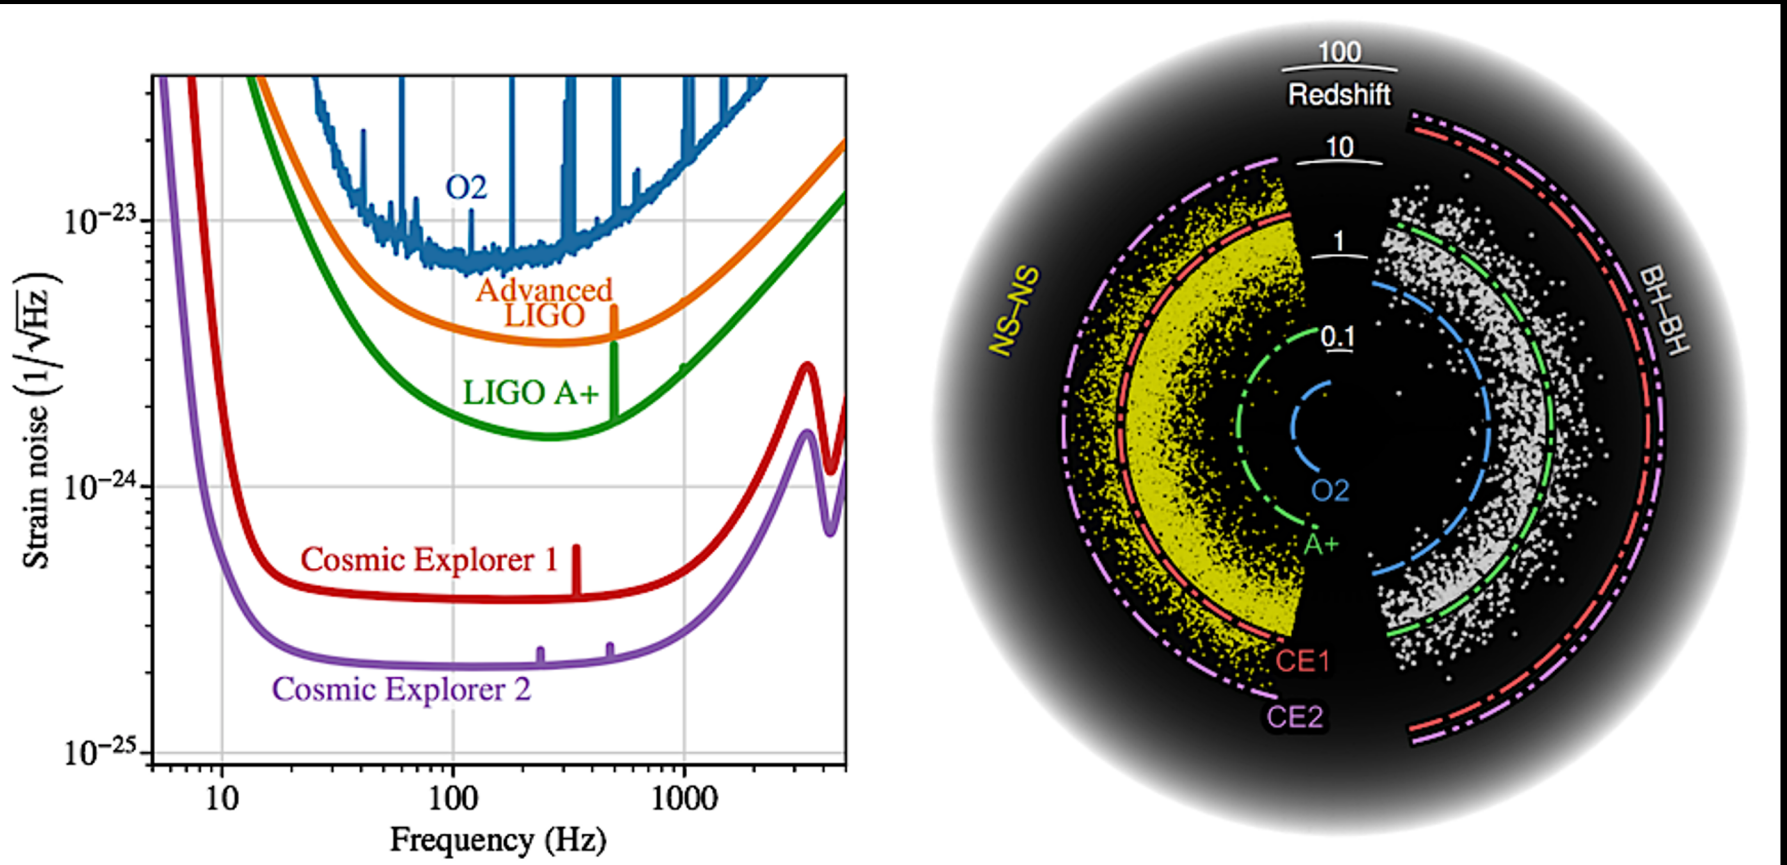 Strain noise (1/√Hz)
10⁻²³
10⁻²⁴
10⁻²⁵
O2
Advanced
LIGO
LIGO A+
Cosmic Explorer 1
Cosmic Explorer 2
10
100
1000
Frequency (Hz)
100
Redshift
10
1
0.1
NS–NS
BH–BH
O2
A+
CE1
CE2